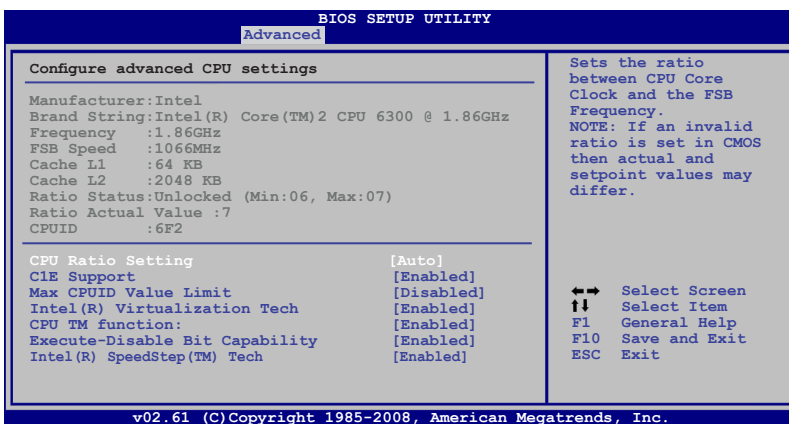 BIOS SETUP UTILITY
Advanced
Configure advanced CPU settings
Manufacturer:Intel
Brand String:Intel(R) Core(TM)2 CPU 6300 @ 1.86GHz
Frequency :1.86GHz
FSB Speed :1066MHz
Cache L1 :64 KB
Cache L2 :2048 KB
Ratio Status:Unlocked (Min:06, Max:07)
Ratio Actual Value :7
CPUID :6F2
CPU Ratio Setting [Auto]
C1E Support [Enabled]
Max CPUID Value Limit [Disabled]
Intel(R) Virtualization Tech [Enabled]
CPU TM function: [Enabled]
Execute-Disable Bit Capability [Enabled]
Intel(R) SpeedStep(TM) Tech [Enabled]
Sets the ratio
between CPU Core
Clock and the FSB
Frequency.
NOTE: If an invalid
ratio is set in CMOS
then actual and
setpoint values may
differ.
←→ Select Screen
↑↓ Select Item
F1 General Help
F10 Save and Exit
ESC Exit
v02.61 (C)Copyright 1985-2008, American Megatrends, Inc.